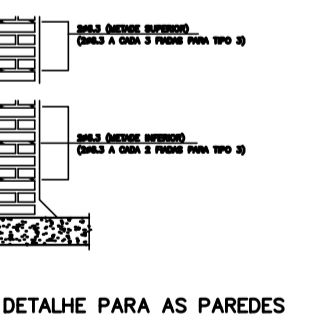 2Ø6.3 (METADE SUPERIOR)
(2Ø6.3 A CADA 3 FIADAS PARA TIPO 3)
2Ø6.3 (METADE INFERIOR)
(2Ø6.3 A CADA 2 FIADAS PARA TIPO 3)
DETALHE PARA AS PAREDES